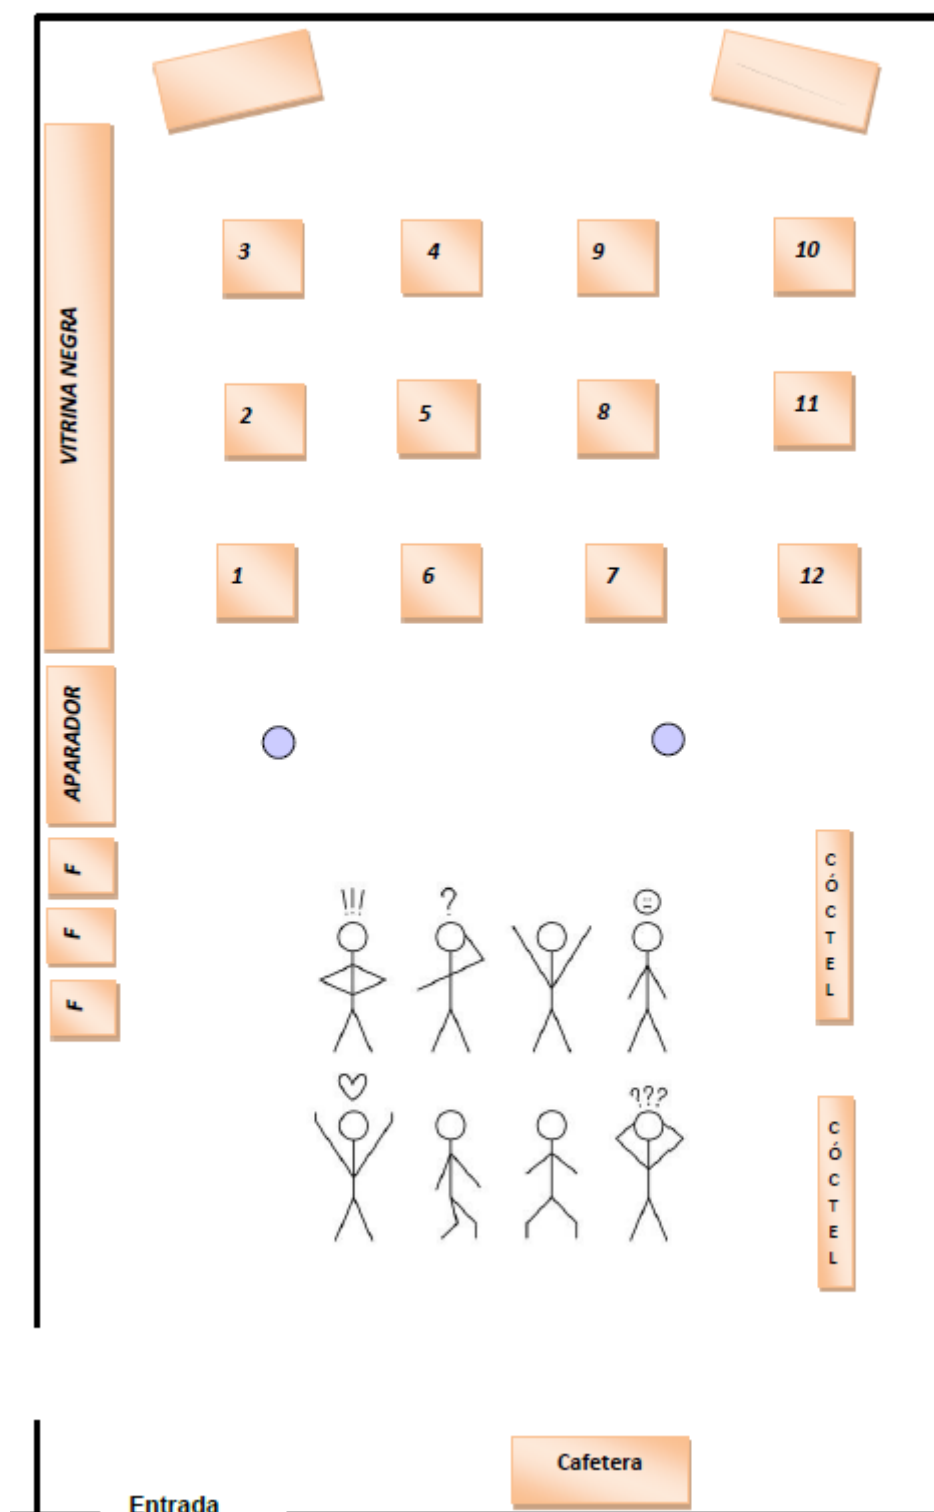 3 4 9 10
VITRINA NEGRA
2 5 8 11
1 6 7 12
APARADOR
F
F
F
!!!
?
CÓCTEL
???
CÓCTEL
Cafetera
Entrada